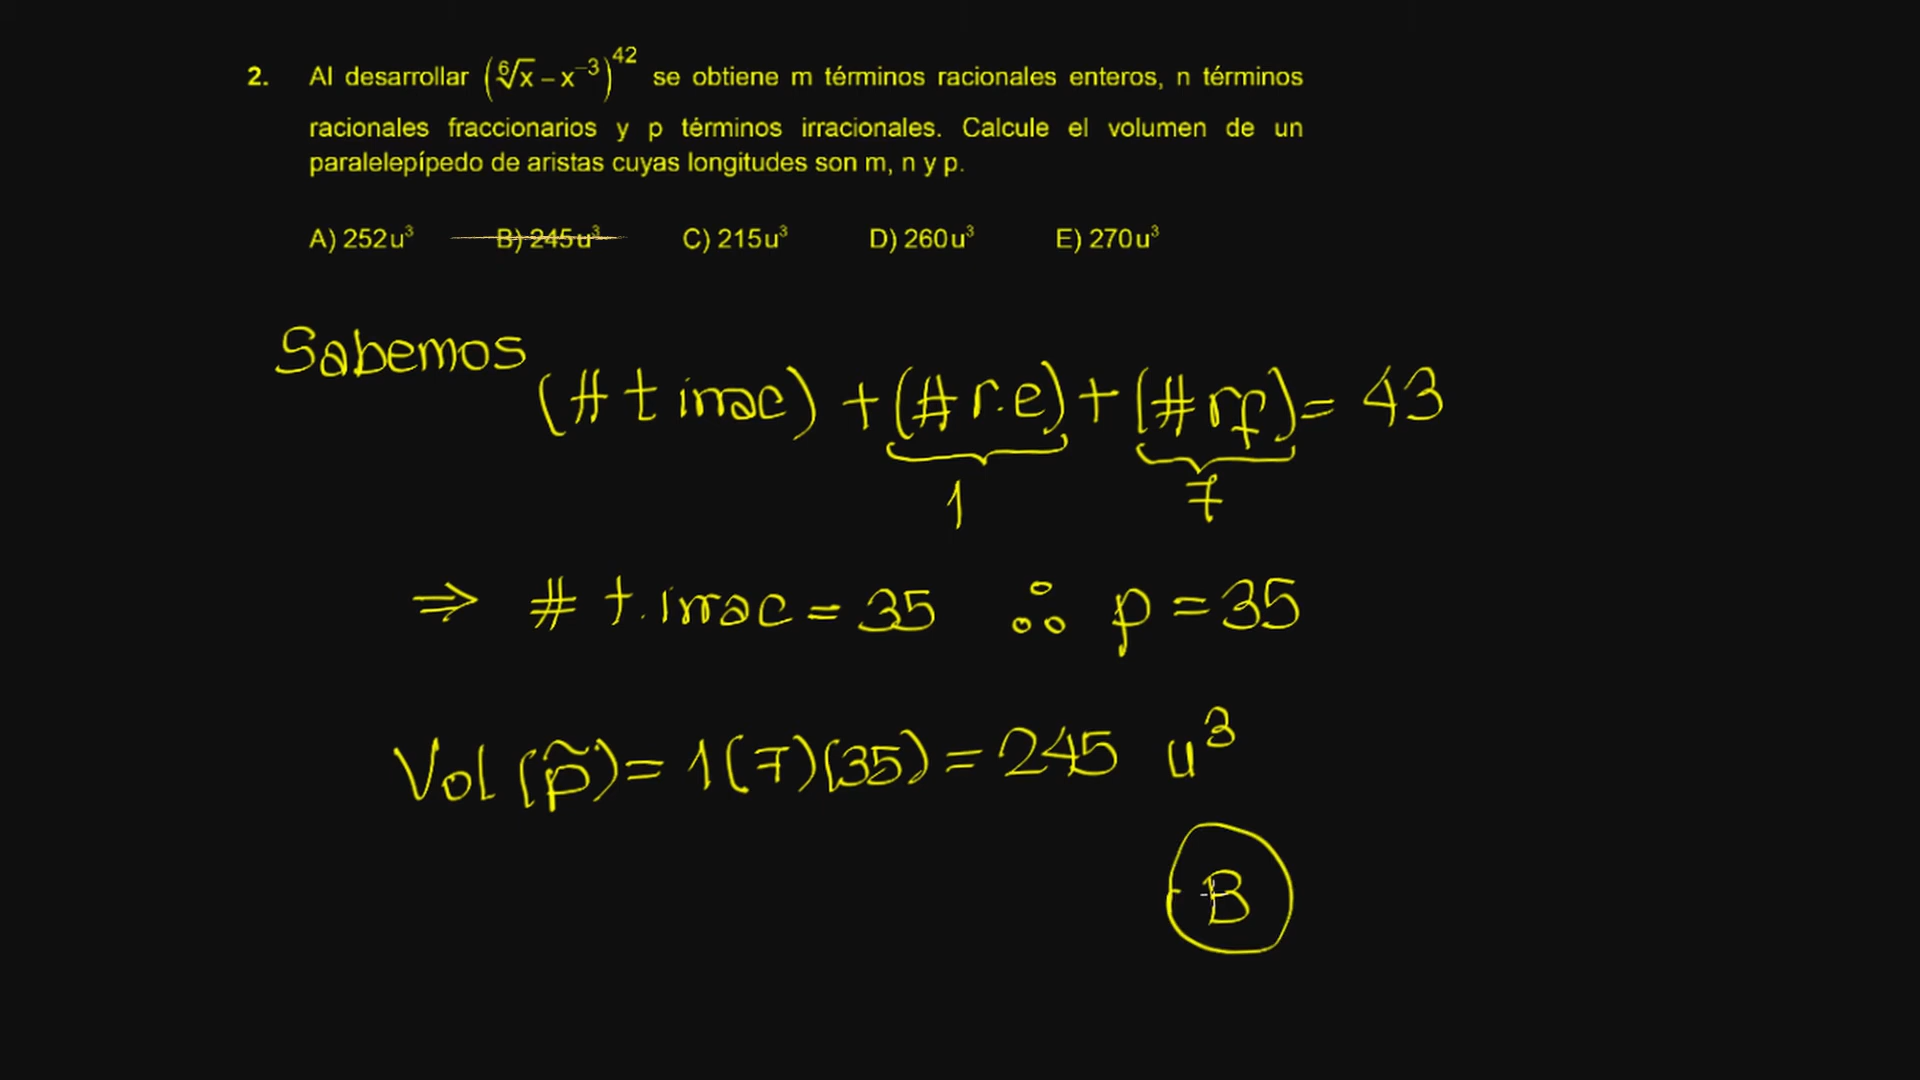 2. Al desarrollar (⁶√x − x⁻³)⁴² se obtiene m términos racionales enteros, n términos
racionales fraccionarios y p términos irracionales. Calcule el volumen de un
paralelepípedo de aristas cuyas longitudes son m, n y p.
A) 252u³ B) 245u³ C) 215u³ D) 260u³ E) 270u³
Sabemos
(# t irrac) + (# r.e) + (# rf) = 43
1 7
⇒ # t. irrac = 35 ∴ p = 35
Vol (p̃) = 1(7)(35) = 245 u³
B